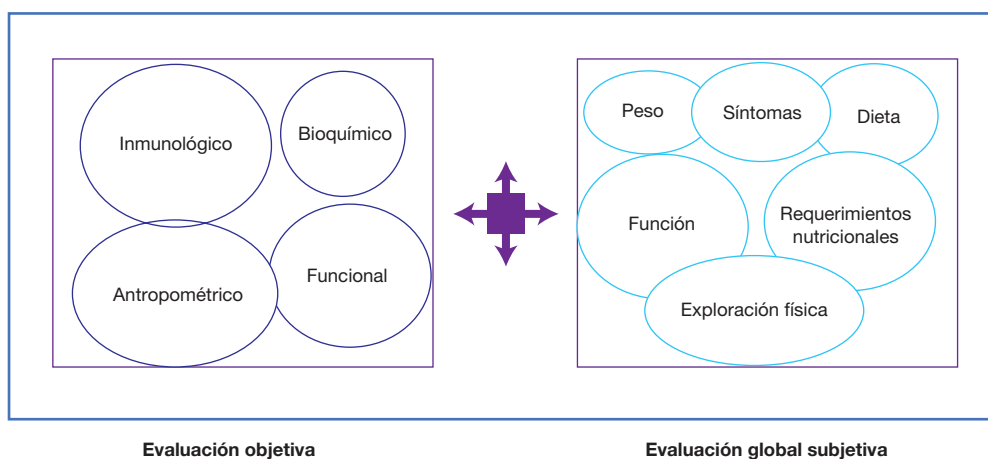 Inmunológico
Bioquímico
Antropométrico
Funcional
Peso
Síntomas
Dieta
Función
Requerimientos
nutricionales
Exploración física
Evaluación objetiva
Evaluación global subjetiva